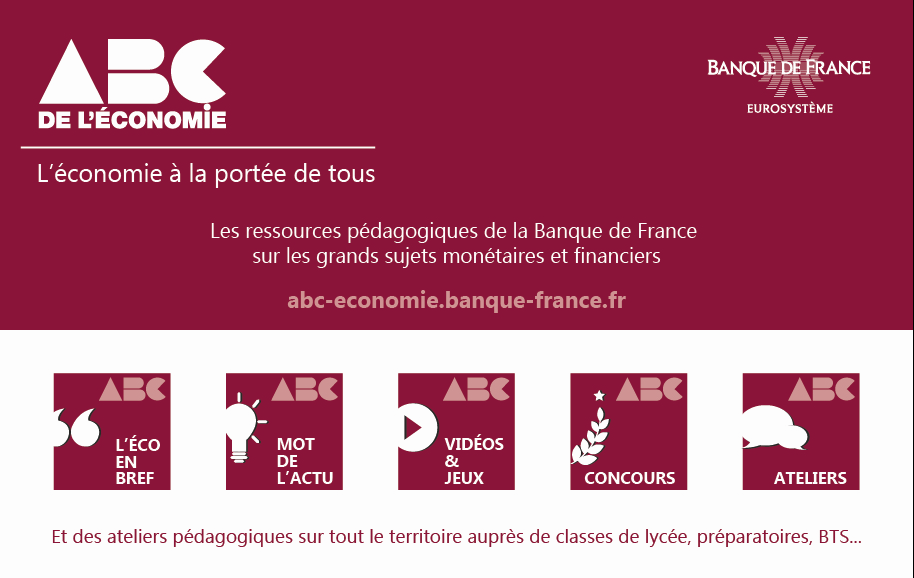 ABC
DE L'ÉCONOMIE
L'économie à la portée de tous
BANQUE DE FRANCE
EUROSYSTÈME
Les ressources pédagogiques de la Banque de France
sur les grands sujets monétaires et financiers
abc-economie.banque-france.fr
ABC
L'ÉCO
EN
BREF
ABC
MOT
DE
L'ACTU
ABC
VIDÉOS
&
JEUX
ABC
CONCOURS
ABC
ATELIERS
Et des ateliers pédagogiques sur tout le territoire auprès de classes de lycée, préparatoires, BTS...